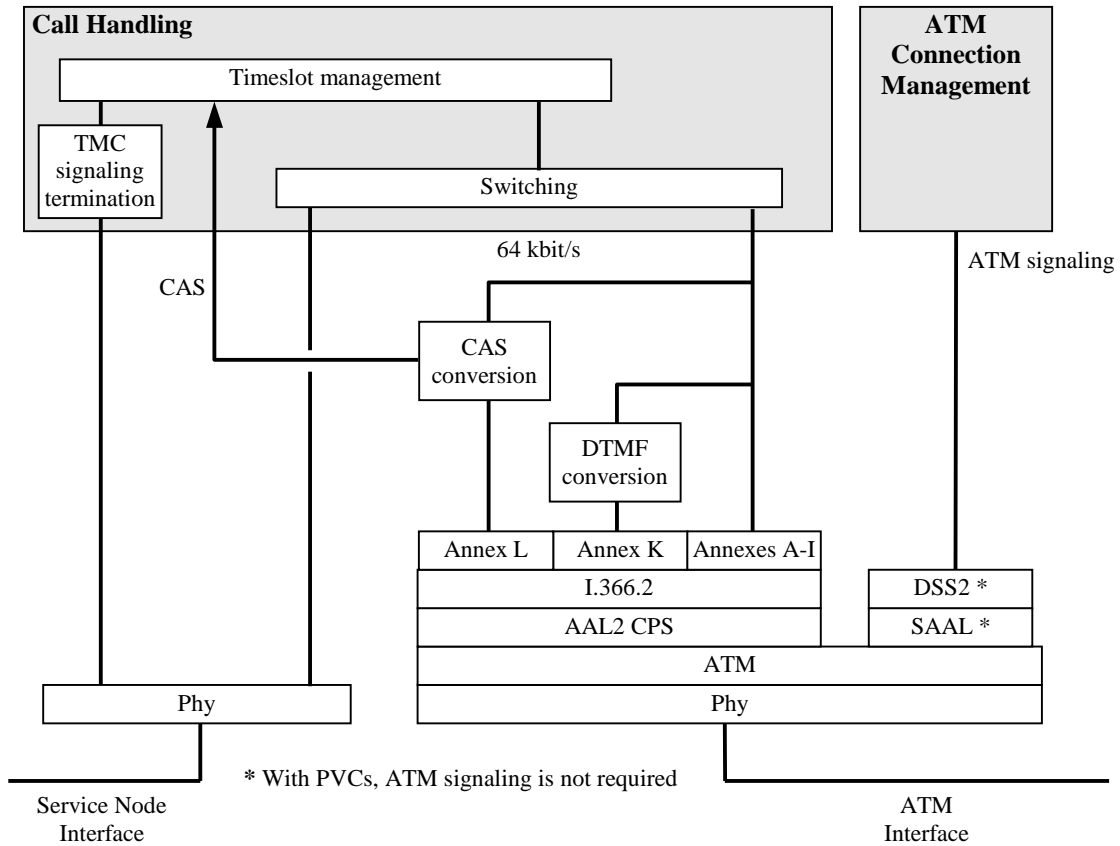 Call Handling
ATM
Connection
Management
Timeslot management
TMC
signaling
termination
Switching
64 kbit/s
ATM signaling
CAS
CAS
conversion
DTMF
conversion
Annex L
Annex K
Annexes A-I
I.366.2
DSS2 *
AAL2 CPS
SAAL *
ATM
Phy
Phy
* With PVCs, ATM signaling is not required
Service Node
Interface
ATM
Interface